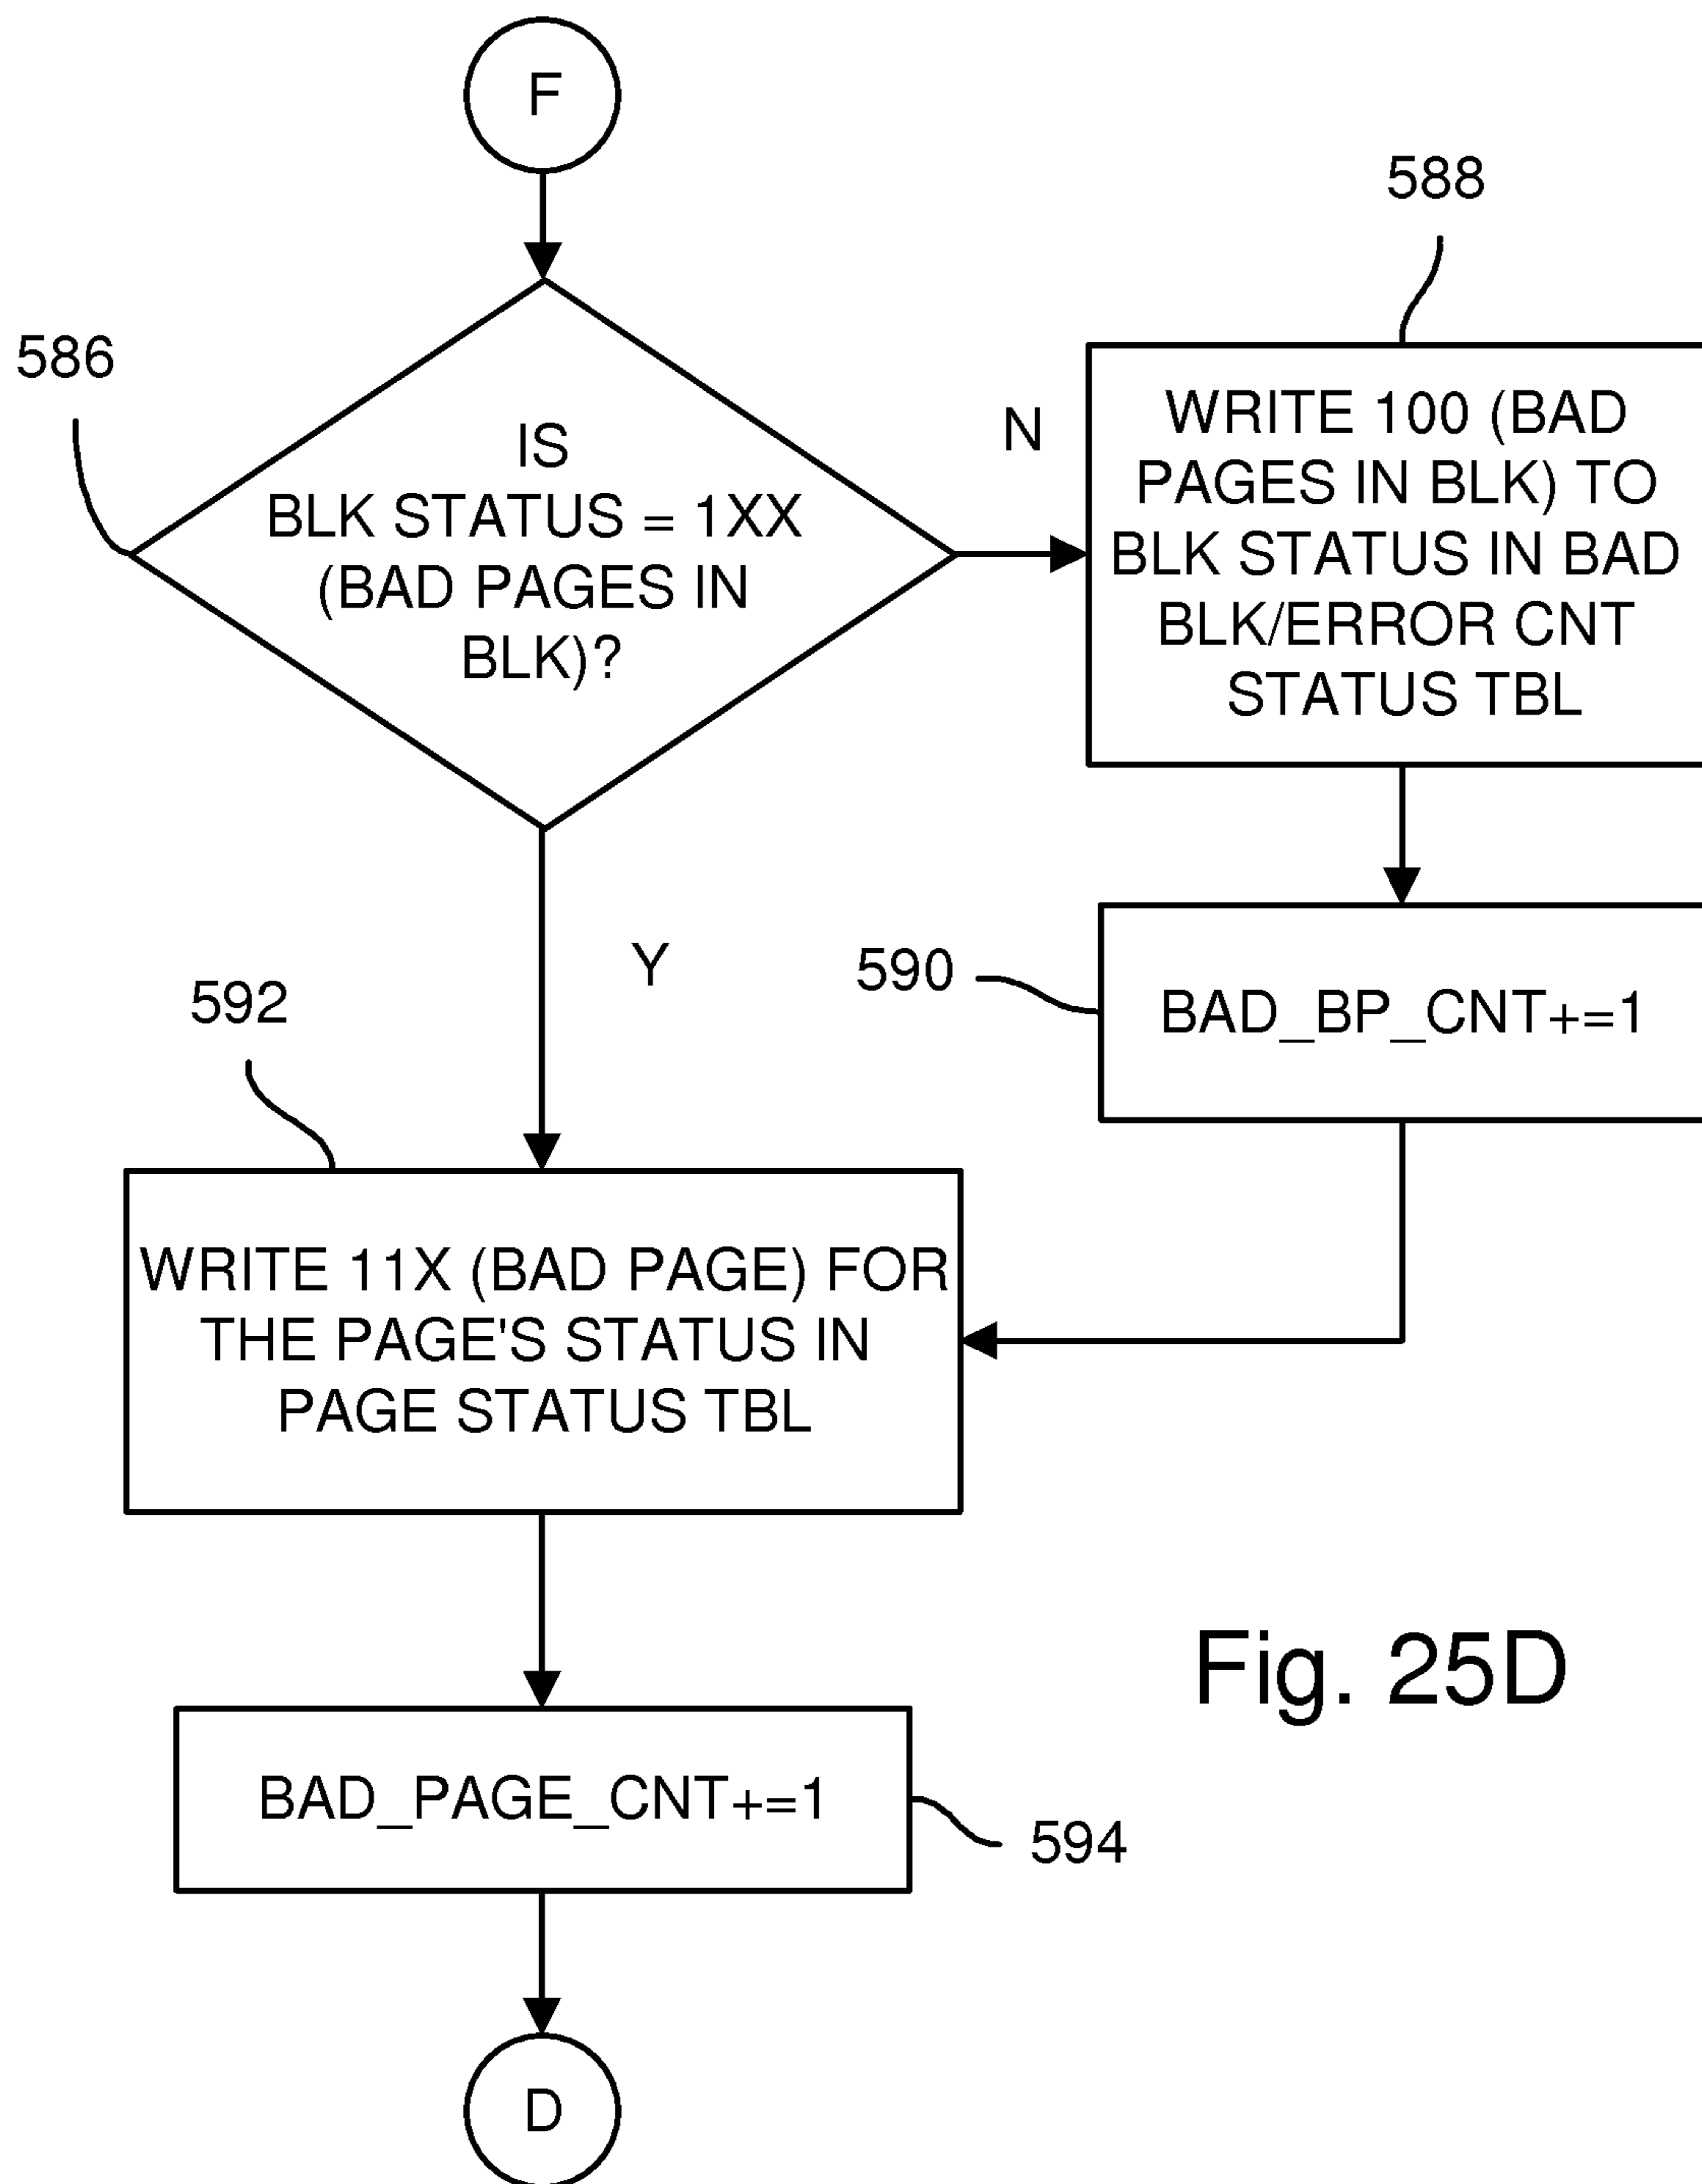 F
588
586
IS
BLK STATUS = 1XX
(BAD PAGES IN
BLK)?
N
WRITE 100 (BAD
PAGES IN BLK) TO
BLK STATUS IN BAD
BLK/ERROR CNT
STATUS TBL
Y
590
BAD_BP_CNT+=1
592
WRITE 11X (BAD PAGE) FOR
THE PAGE'S STATUS IN
PAGE STATUS TBL
Fig. 25D
BAD_PAGE_CNT+=1
594
D